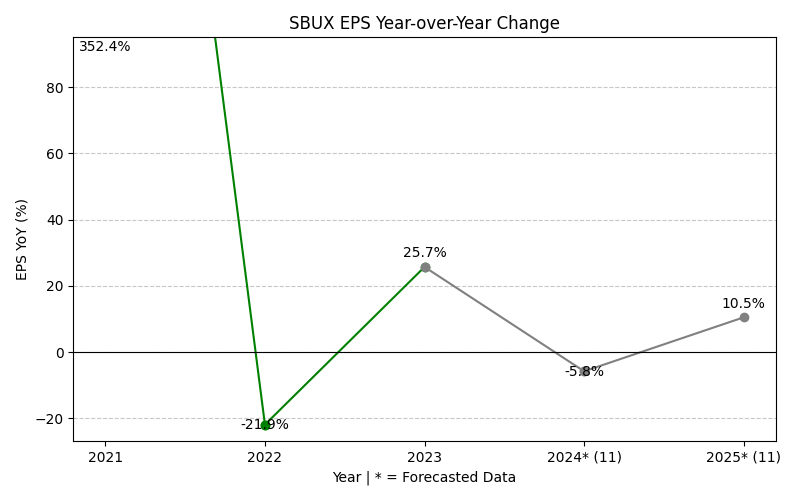 SBUX EPS Year-over-Year Change
352.4%
80
60
40
25.7%
20
10.5%
0
-5.8%
−20
-21.9%
EPS YoY (%)
2021 2022 2023 2024* (11) 2025* (11)
Year | * = Forecasted Data